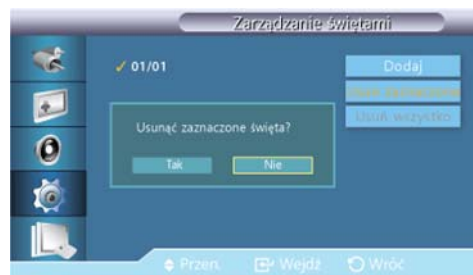 Zarządzanie świętami
01/01
Dodaj
Usuń zaznaczone
Usuń wszystko
Usunąć zaznaczone święta?
Tak
Nie
Przen.
Wejdź
Wróć